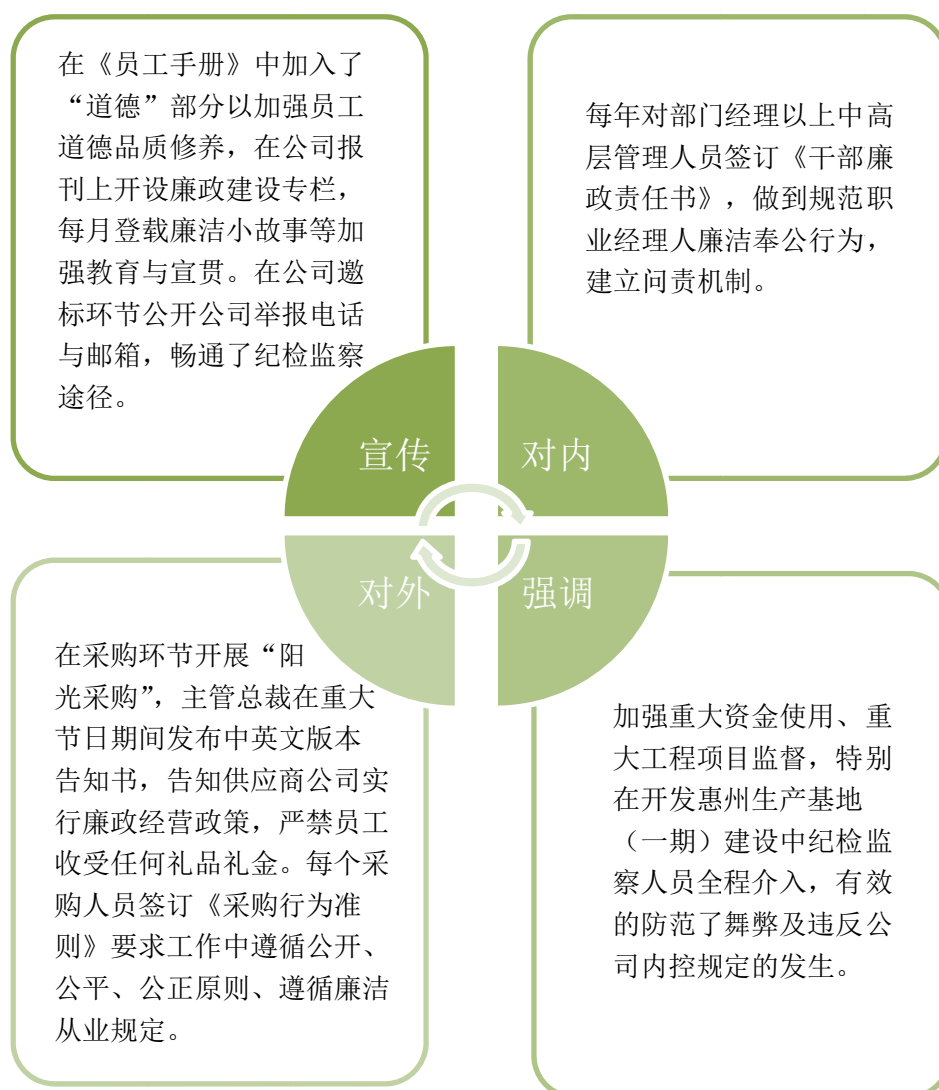 在《员工手册》中加入了
“道德”部分以加强员工
道德品质修养，在公司报
刊上开设廉政建设专栏，
每月登载廉洁小故事等加
强教育与宣贯。在公司邀
标环节公开公司举报电话
与邮箱，畅通了纪检监察
途径。
每年对部门经理以上中高
层管理人员签订《干部廉
政责任书》，做到规范职
业经理人廉洁奉公行为，
建立问责机制。
宣传
对内
对外
强调
在采购环节开展“阳
光采购”，主管总裁在重大
节日期间发布中英文版本
告知书，告知供应商公司实
行廉政经营政策，严禁员工
收受任何礼品礼金。每个采
购人员签订《采购行为准
则》要求工作中遵循公开、
公平、公正原则、遵循廉洁
从业规定。
加强重大资金使用、重
大工程项目监督，特别
在开发惠州生产基地
（一期）建设中纪检监
察人员全程介入，有效
的防范了舞弊及违反公
司内控规定的发生。